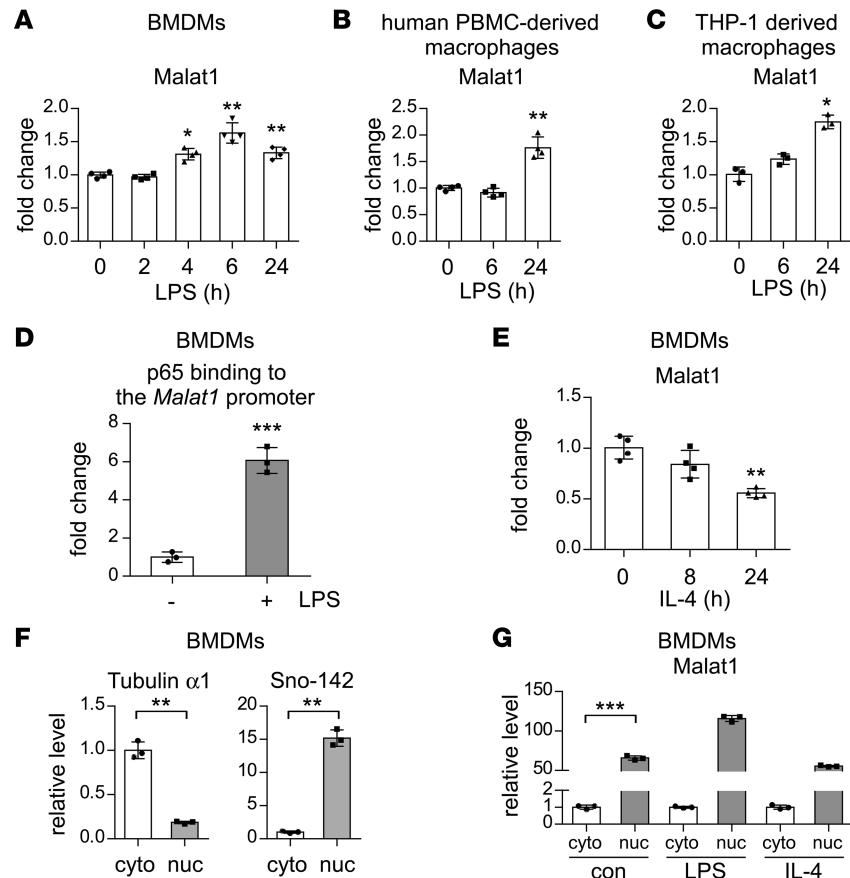 A
BMDMs
Malat1
**
*
**
2.0
1.5
1.0
0.5
0.0
fold change
0 2 4 6 24
LPS (h)
B
human PBMC-derived
macrophages
Malat1
**
2.5
2.0
1.5
1.0
0.5
0.0
fold change
0 6 24
LPS (h)
C
THP-1 derived
macrophages
Malat1
*
2.0
1.5
1.0
0.5
0.0
fold change
0 6 24
LPS (h)
D
BMDMs
p65 binding to
the Malat1 promoter
***
8
6
4
2
0
fold change
- + LPS
E
BMDMs
Malat1
**
1.5
1.0
0.5
0.0
fold change
0 8 24
IL-4 (h)
F
BMDMs
Tubulin α1
**
1.5
1.0
0.5
0.0
relative level
cyto nuc
Sno-142
**
20
15
10
5
0
cyto nuc
G
BMDMs
Malat1
***
150
100
50
2
1
0
relative level
cyto nuc cyto nuc cyto nuc
con LPS IL-4